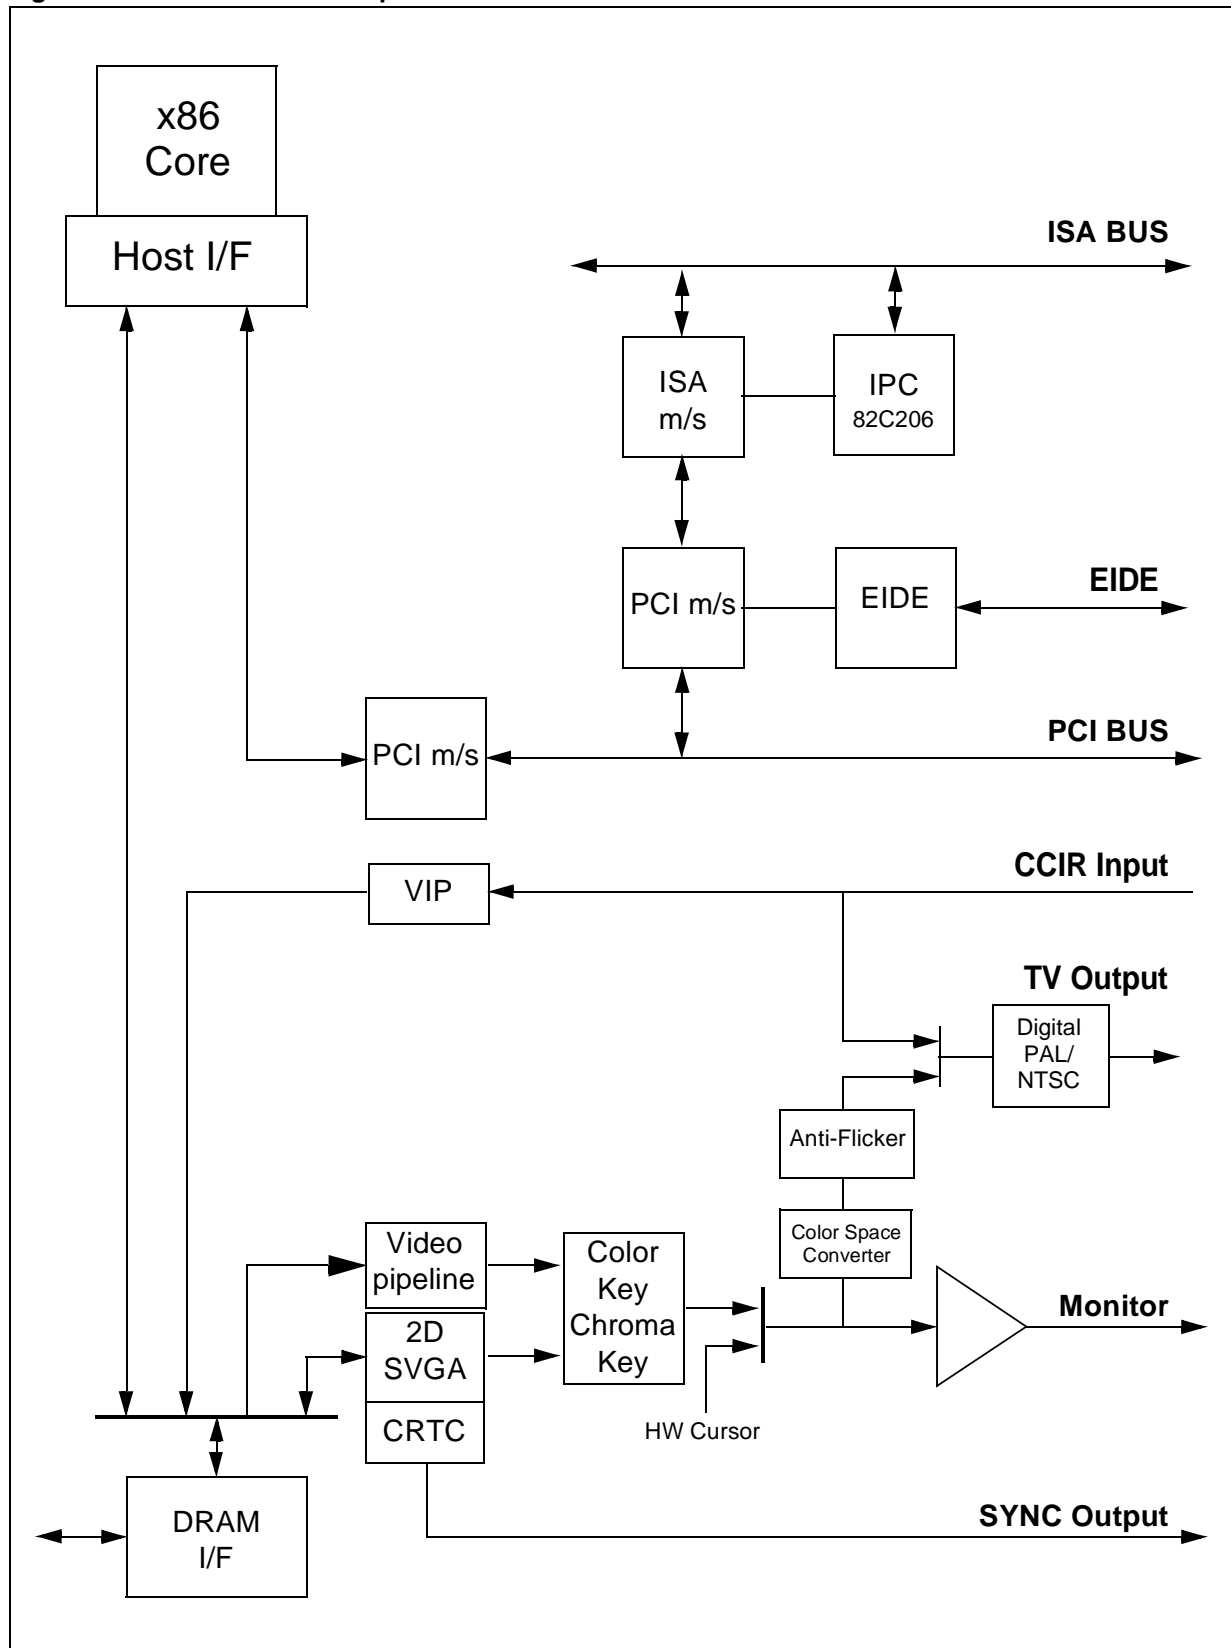 x86
Core
Host I/F
ISA BUS
ISA
m/s
IPC
82C206
EIDE
PCI m/s
EIDE
PCI BUS
PCI m/s
CCIR Input
VIP
TV Output
Digital
PAL/
NTSC
Anti-Flicker
Color Space
Converter
Video
pipeline
Color
Key
Chroma
Key
2D
SVGA
CRTC
Monitor
HW Cursor
SYNC Output
DRAM
I/F